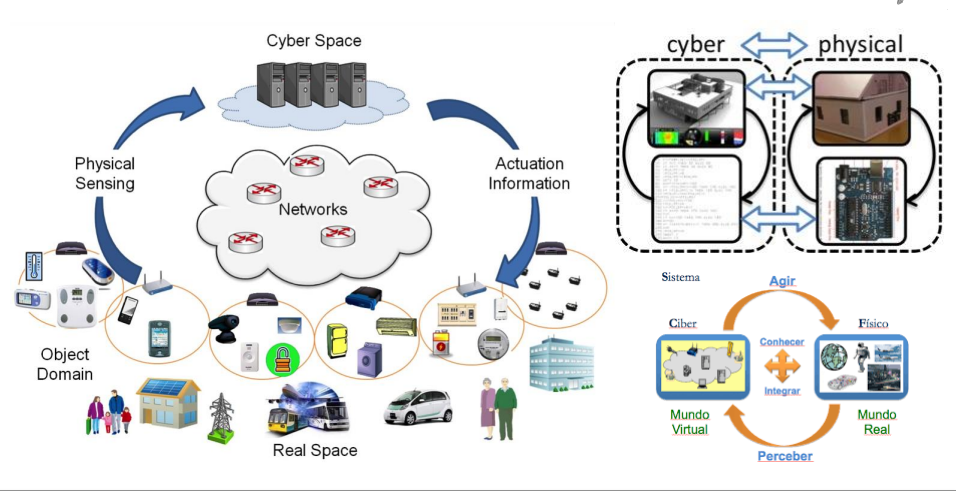 Cyber Space
Physical
Sensing
Networks
Actuation
Information
Object
Domain
Real Space
cyber
physical
Sistema
Agir
Ciber
Físico
Conhecer
Integrar
Mundo
Virtual
Mundo
Real
Perceber